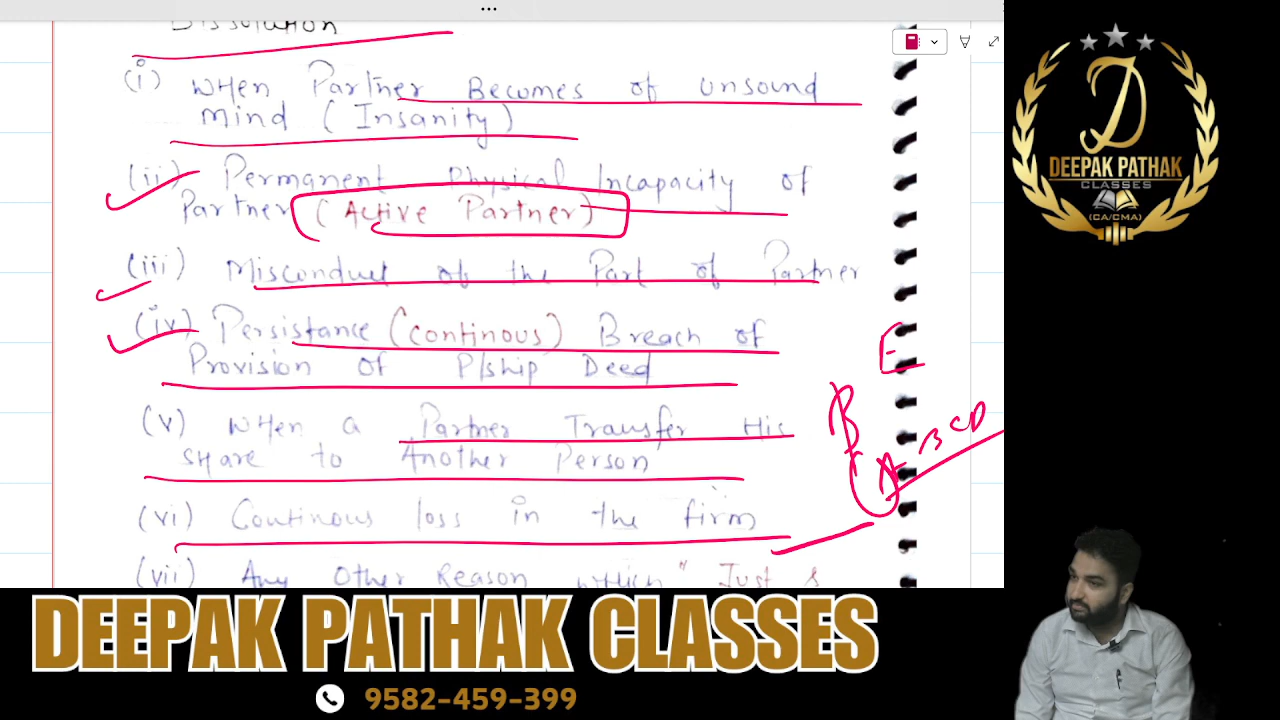 Dissolution
(i) When Partner Becomes of unsound
Mind (Insanity)
(ii) Permanent Physical Incapacity of
Partner (Active Partner)
(iii) Misconduct of the Part of Partner
(iv) Persistance (continous) Breach of
Provision of P/ship Deed
(v) When a Partner Transfer His
share to Another Person
(vi) Continous loss in the firm
(vii) Any Other Reason which " Just &
E
B
A B CD
D
DEEPAK PATHAK
CLASSES
(CA/CMA)
DEEPAK PATHAK CLASSES
9582-459-399